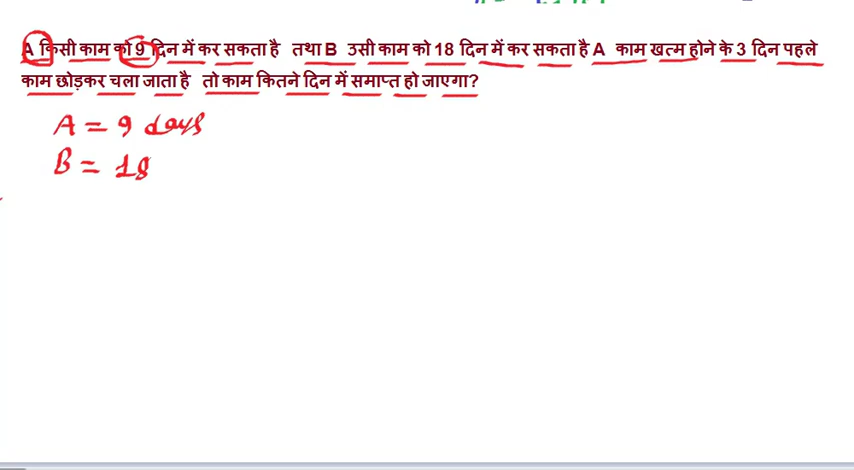 A किसी काम को 9 दिन में कर सकता है तथा B उसी काम को 18 दिन में कर सकता है A काम खत्म होने के 3 दिन पहले
काम छोड़कर चला जाता है तो काम कितने दिन में समाप्त हो जाएगा?
A = 9 days
B = 18